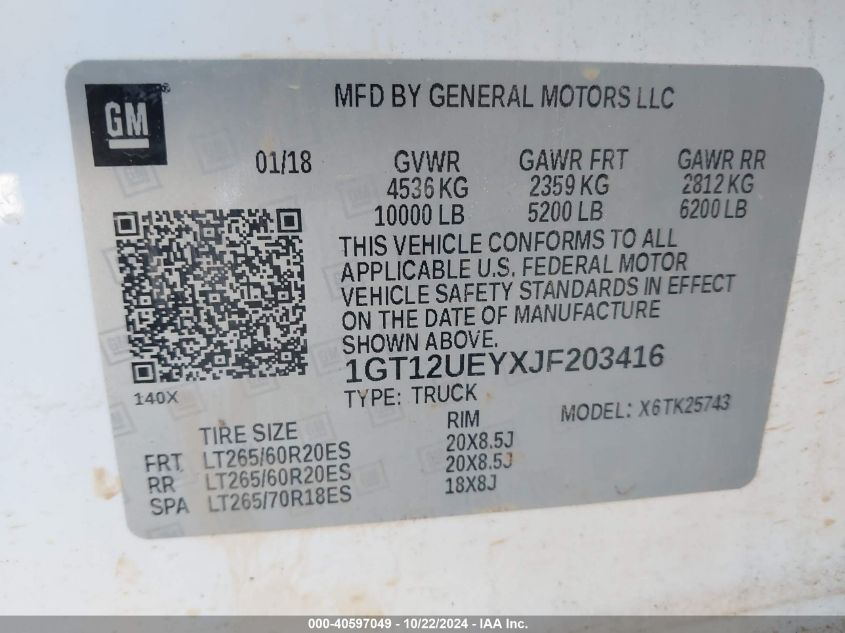 GM®
MFD BY GENERAL MOTORS LLC
01/18 GVWR GAWR FRT GAWR RR
4536 KG 2359 KG 2812 KG
10000 LB 5200 LB 6200 LB
THIS VEHICLE CONFORMS TO ALL
APPLICABLE U.S. FEDERAL MOTOR
VEHICLE SAFETY STANDARDS IN EFFECT
ON THE DATE OF MANUFACTURE
SHOWN ABOVE.
1GT12UEYXJF203416
140X
TYPE: TRUCK
MODEL: X6TK25743
TIRE SIZE RIM
FRT LT265/60R20ES 20X8.5J
RR LT265/60R20ES 20X8.5J
SPA LT265/70R18ES 18X8J
000-40597049 - 10/22/2024 - IAA Inc.